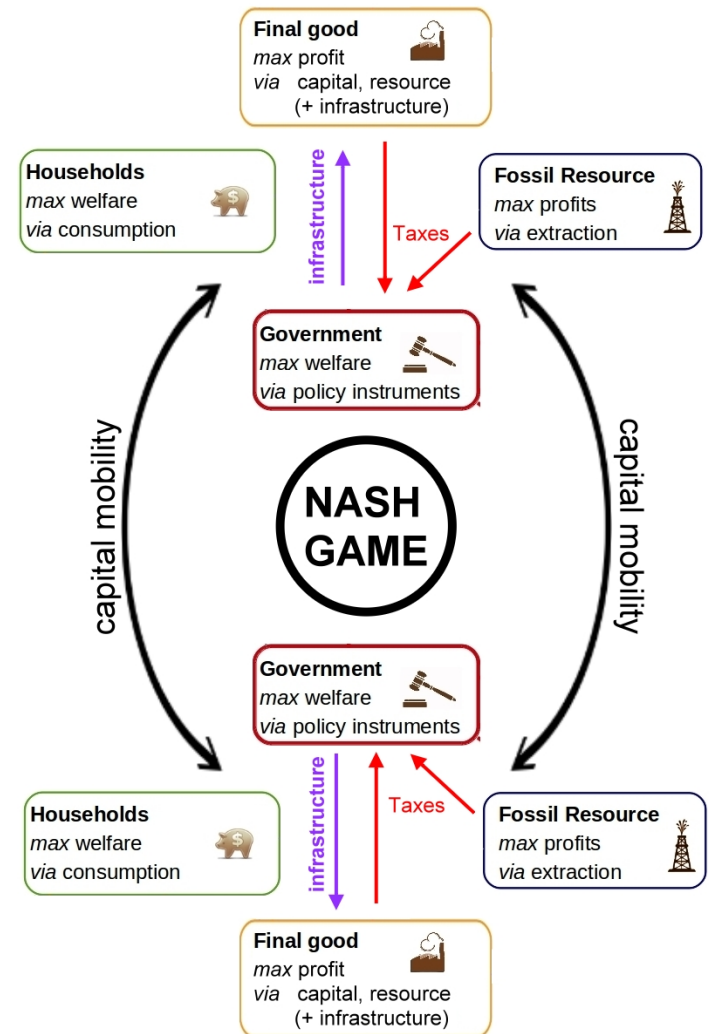 Final good
max profit
via capital, resource
(+ infrastructure)
Households
max welfare
via consumption
$
infrastructure
Taxes
Fossil Resource
max profits
via extraction
Government
max welfare
via policy instruments
capital mobility
NASH
GAME
capital mobility
Government
max welfare
via policy instruments
Households
max welfare
via consumption
$
infrastructure
Taxes
Fossil Resource
max profits
via extraction
Final good
max profit
via capital, resource
(+ infrastructure)